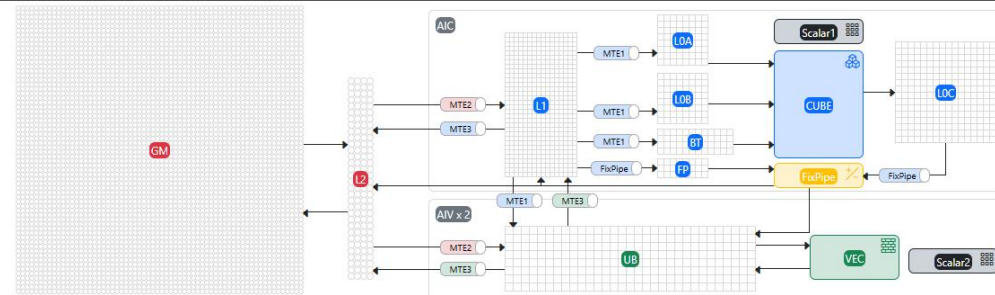 AIC
Scalar1
L0A
MTE1
L1
L0C
L0B
CUBE
MTE2
MTE1
MTE3
BT
MTE1
GM
FixPipe
FP
FixPipe
FixPipe
L2
MTE1
MTE3
AIV x 2
MTE2
UB
VEC
Scalar2
MTE3